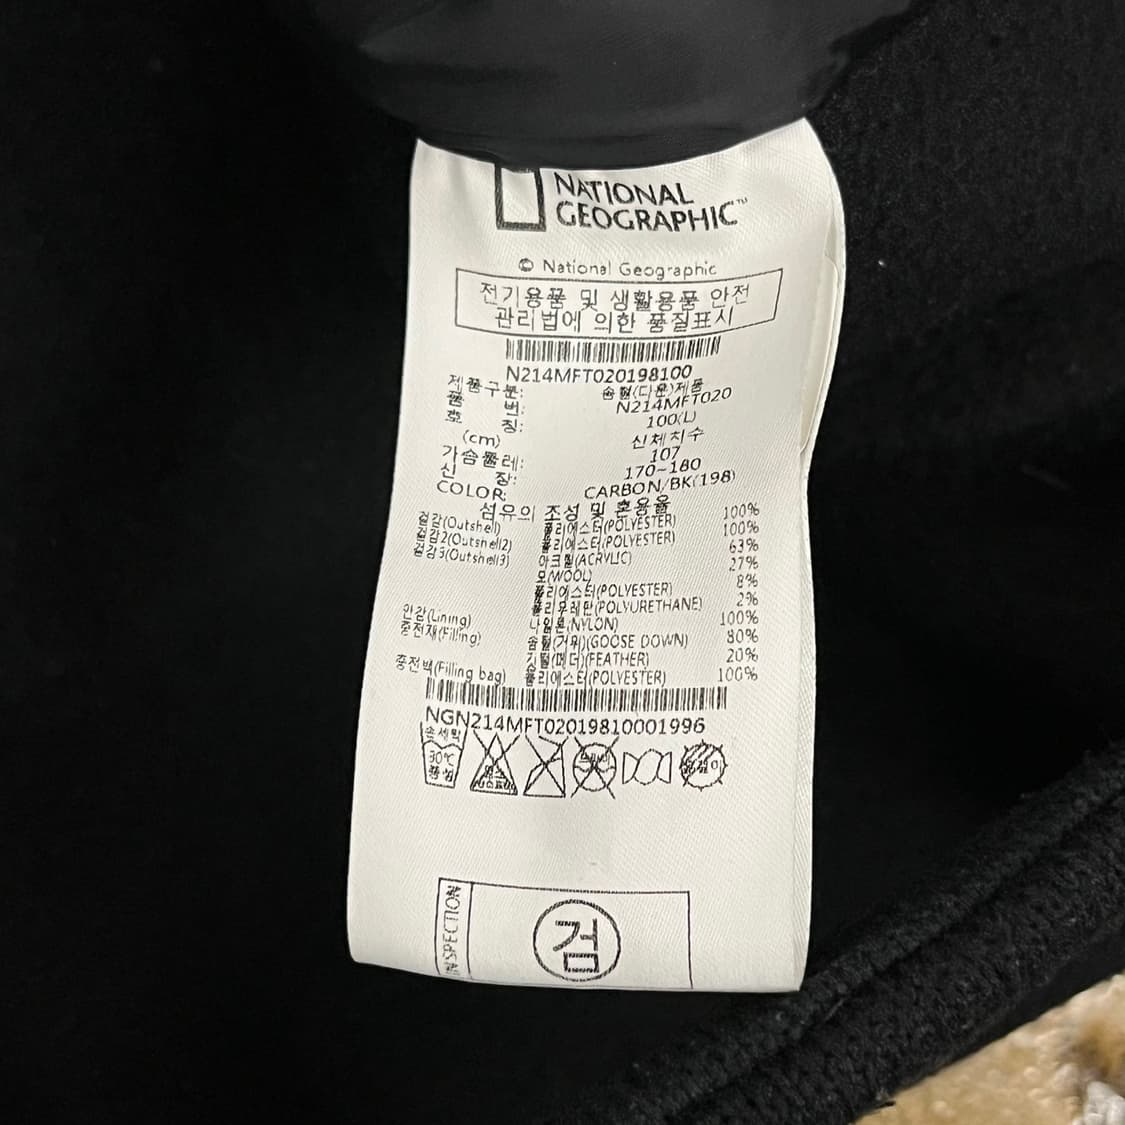 NATIONAL
GEOGRAPHIC™
© National Geographic
전기용품 및 생활용품 안전
관리법에 의한 품질표시
N214MFT020198100
제품구분: 솜털(다운)제품
품 번: N214MFT020
호 칭: 100(L)
(cm) 신체치수
가슴둘레: 107
신 장: 170~180
COLOR: CARBON/BK(198)
섬유의 조성 및 혼용율
겉감(Outshell) 폴리에스터(POLYESTER) 100%
겉감2(Outshell2) 폴리에스터(POLYESTER) 100%
겉감3(Outshell3) 아크릴(ACRYLIC) 63%
모(WOOL) 27%
폴리에스터(POLYESTER) 8%
폴리우레탄(POLYURETHANE) 2%
안감(Lining) 나일론(NYLON) 100%
충전재(Filling) 솜털(거위)(GOOSE DOWN) 80%
깃털(페더)(FEATHER) 20%
충전백(Filling bag) 폴리에스터(POLYESTER) 100%
NGN214MFT02019810001996
손세탁
30℃
중성
INSPECTION
검